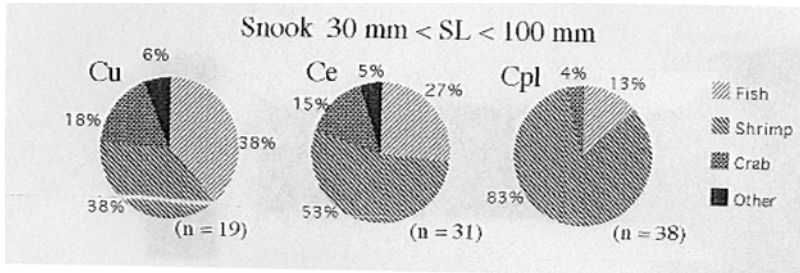 Snook 30 mm < SL < 100 mm
Cu
6%
18%
38%
38%
(n = 19)
Ce
5%
15%
27%
53%
(n = 31)
Cpl
4%
13%
83%
(n = 38)
Fish
Shrimp
Crab
Other